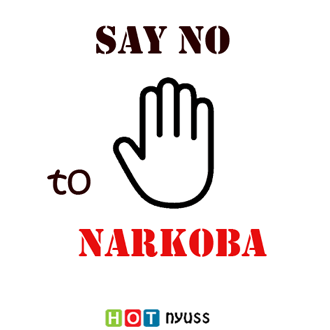 SAY NO
to
NARKOBA
HOT nyuss